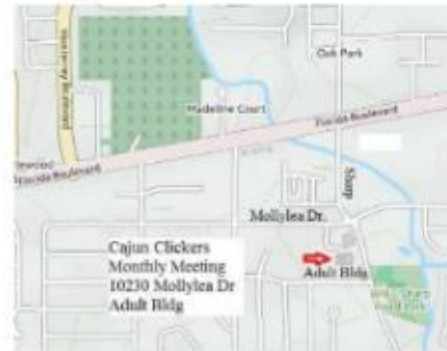 Oak Park
Madeline Court
Florida Boulevard
Florida Boulevard
Sharp
Mollylea Dr.
Cajun Clickers
Monthly Meeting
10230 Mollylea Dr
Adult Bldg
Adult Bldg